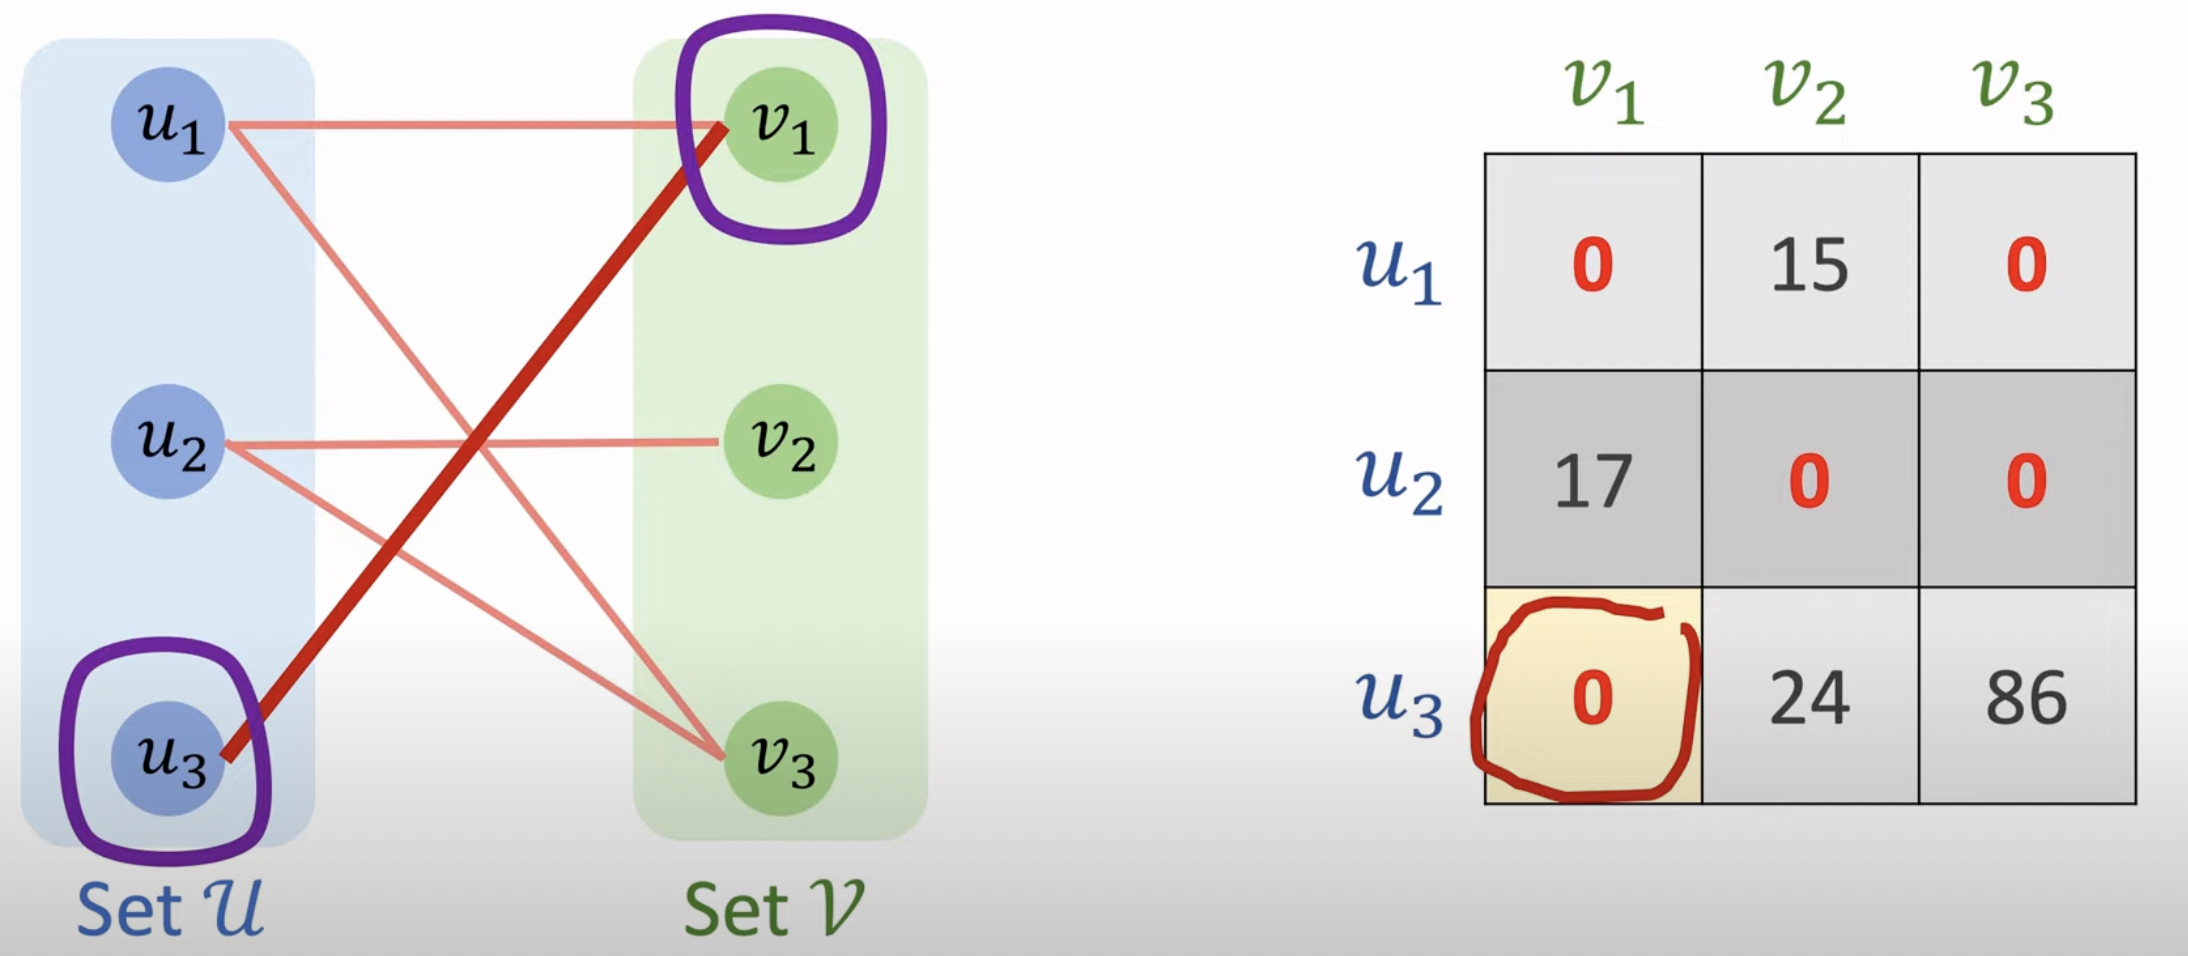 u₁ v₁
u₂ v₂
u₃ v₃
Set 𝒰 Set 𝒱
v₁ v₂ v₃
u₁ 0 15 0
u₂ 17 0 0
u₃ 0 24 86